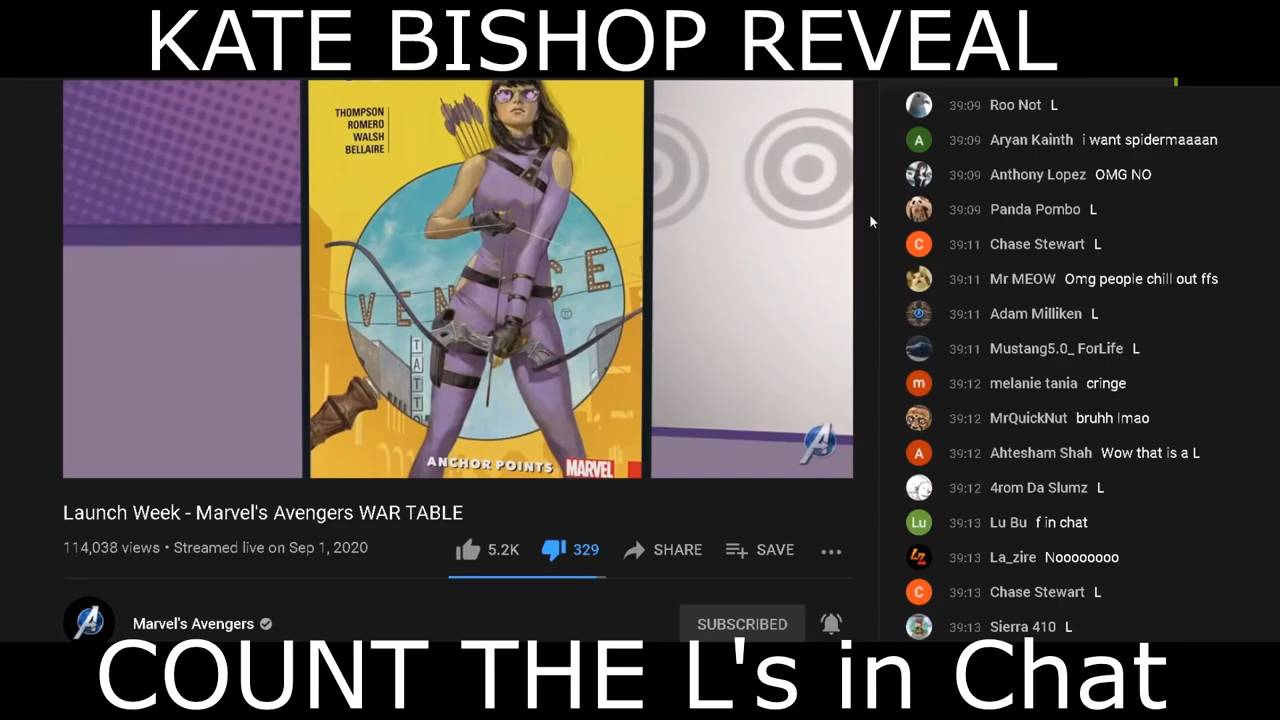 KATE BISHOP REVEAL
THOMPSON
ROMERO
WALSH
BELLAIRE
TATTO
ANCHOR POINTS MARVEL
Launch Week - Marvel's Avengers WAR TABLE
114,038 views • Streamed live on Sep 1, 2020
5.2K 329 SHARE SAVE
Marvel's Avengers
SUBSCRIBED
39:09 Roo Not L
A 39:09 Aryan Kainth i want spidermaaaan
39:09 Anthony Lopez OMG NO
39:09 Panda Pombo L
C 39:11 Chase Stewart L
39:11 Mr MEOW Omg people chill out ffs
39:11 Adam Milliken L
39:11 Mustang5.0_ ForLife L
m 39:12 melanie tania cringe
39:12 MrQuickNut bruhh lmao
A 39:12 Ahtesham Shah Wow that is a L
39:12 4rom Da Slumz L
Lu 39:13 Lu Bu f in chat
LZ 39:13 La_zire Noooooooo
C 39:13 Chase Stewart L
39:13 Sierra 410 L
COUNT THE L's in Chat